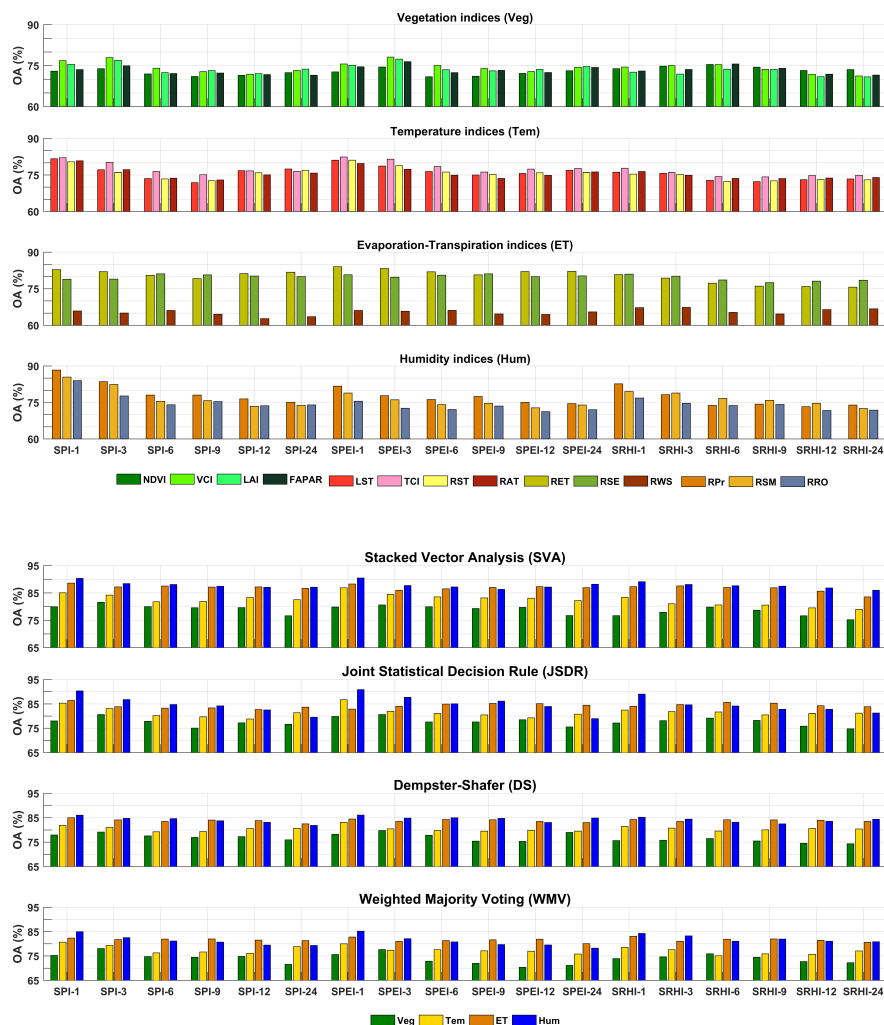 Vegetation indices (Veg)
90
75
60
OA (%)
Temperature indices (Tem)
90
75
60
OA (%)
Evaporation-Transpiration indices (ET)
90
75
60
OA (%)
Humidity indices (Hum)
90
75
60
OA (%)
SPI-1 SPI-3 SPI-6 SPI-9 SPI-12 SPI-24 SPEI-1 SPEI-3 SPEI-6 SPEI-9 SPEI-12 SPEI-24 SRHI-1 SRHI-3 SRHI-6 SRHI-9 SRHI-12 SRHI-24
NDVI VCI LAI FAPAR LST TCI RST RAT RET RSE RWS RPr RSM RRO
Stacked Vector Analysis (SVA)
95
85
75
65
OA (%)
Joint Statistical Decision Rule (JSDR)
95
85
75
65
OA (%)
Dempster-Shafer (DS)
95
85
75
65
OA (%)
Weighted Majority Voting (WMV)
95
85
75
65
OA (%)
SPI-1 SPI-3 SPI-6 SPI-9 SPI-12 SPI-24 SPEI-1 SPEI-3 SPEI-6 SPEI-9 SPEI-12 SPEI-24 SRHI-1 SRHI-3 SRHI-6 SRHI-9 SRHI-12 SRHI-24
Veg Tem ET Hum